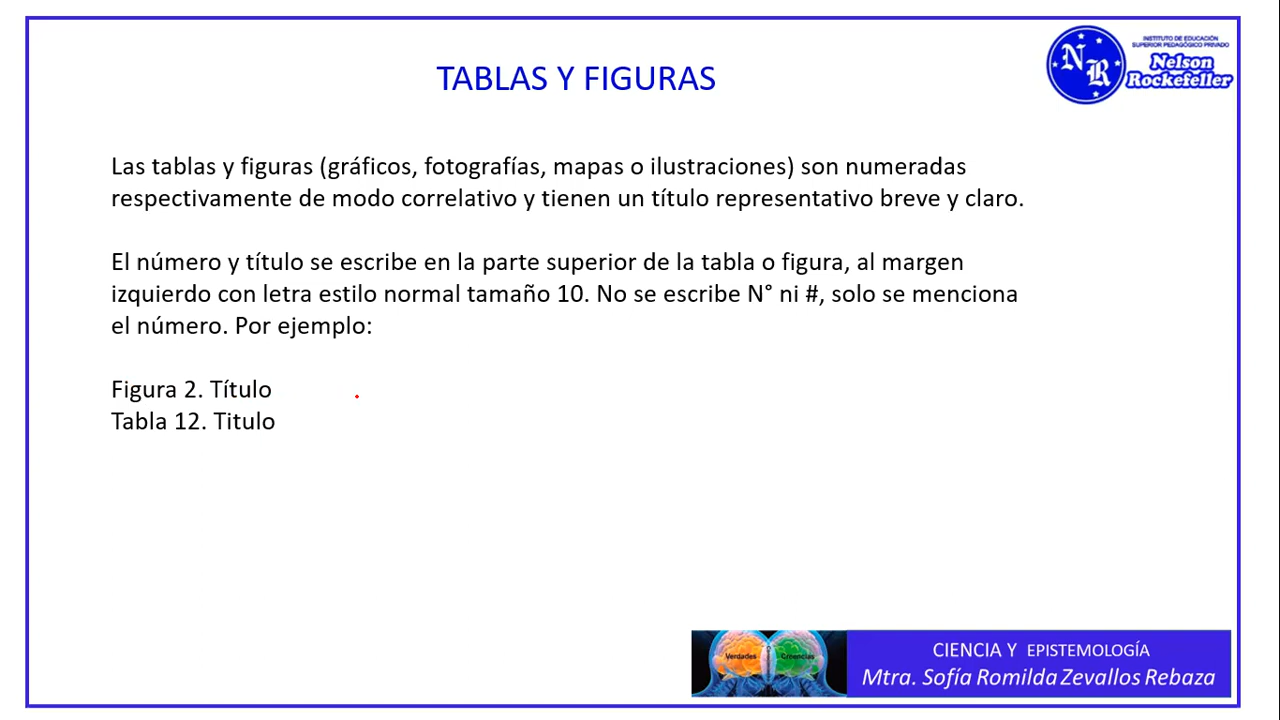 INSTITUTO DE EDUCACIÓN
SUPERIOR PEDAGÓGICO PRIVADO
NR
Nelson
Rockefeller
TABLAS Y FIGURAS
Las tablas y figuras (gráficos, fotografías, mapas o ilustraciones) son numeradas
respectivamente de modo correlativo y tienen un título representativo breve y claro.
El número y título se escribe en la parte superior de la tabla o figura, al margen
izquierdo con letra estilo normal tamaño 10. No se escribe N° ni #, solo se menciona
el número. Por ejemplo:
Figura 2. Título
Tabla 12. Titulo
Verdades
Creencias
CIENCIA Y EPISTEMOLOGÍA
Mtra. Sofía Romilda Zevallos Rebaza